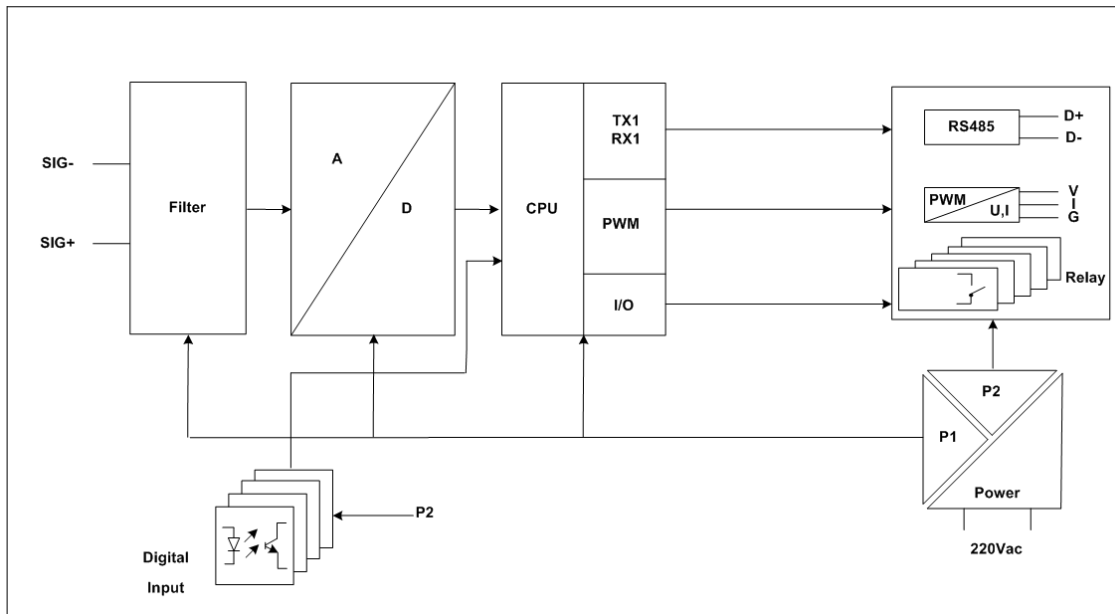 SIG-
SIG+
Filter
A
D
CPU
TX1
RX1
PWM
I/O
RS485
D+
D-
PWM
U,I
V
I
G
Relay
P2
P1
Power
220Vac
P2
Digital
Input